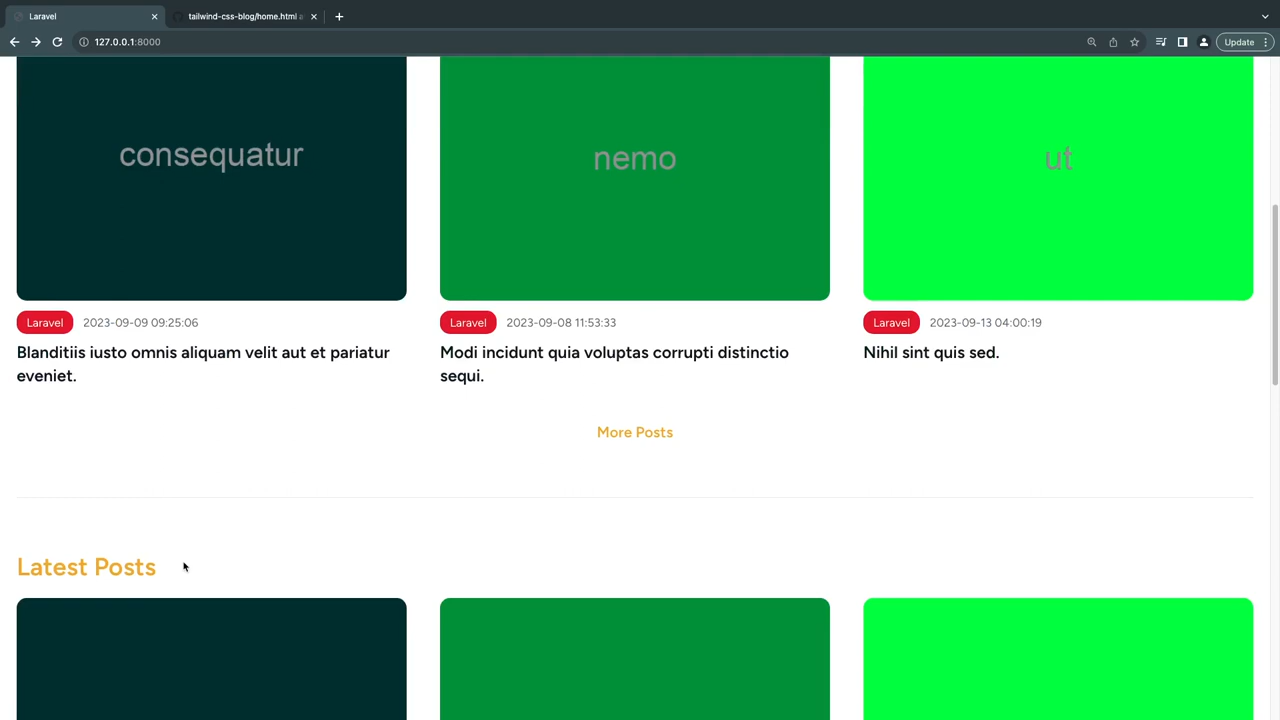 Laravel
tailwind-css-blog/home.html a
127.0.0.1:8000
Update
consequatur
nemo
ut
Laravel 2023-09-09 09:25:06
Laravel 2023-09-08 11:53:33
Laravel 2023-09-13 04:00:19
Blanditiis iusto omnis aliquam velit aut et pariatur
eveniet.
Modi incidunt quia voluptas corrupti distinctio
sequi.
Nihil sint quis sed.
More Posts
Latest Posts